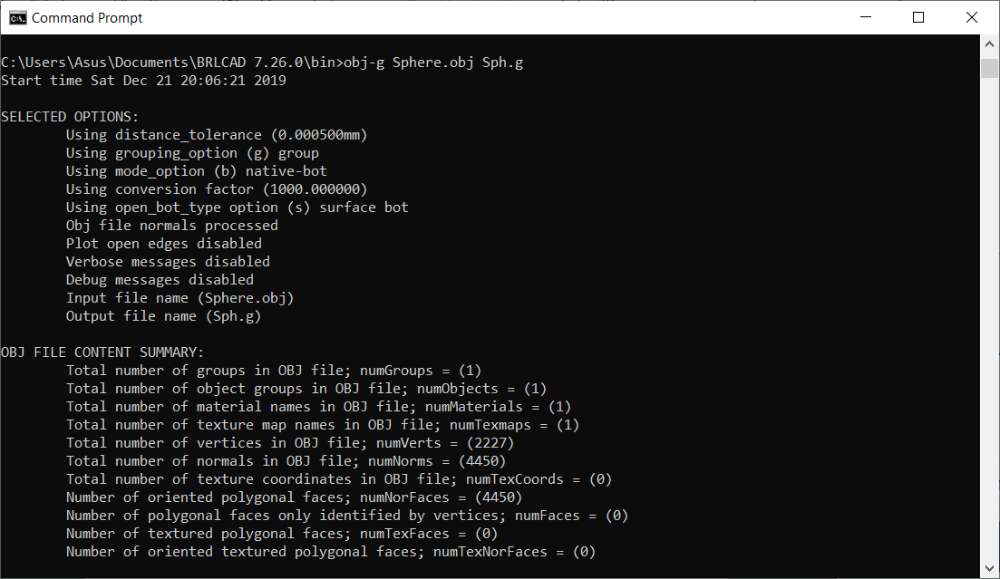 Command Prompt
C:\Users\Asus\Documents\BRLCAD 7.26.0\bin>obj-g Sphere.obj Sph.g
Start time Sat Dec 21 20:06:21 2019
SELECTED OPTIONS:
Using distance_tolerance (0.000500mm)
Using grouping_option (g) group
Using mode_option (b) native-bot
Using conversion factor (1000.000000)
Using open_bot_type option (s) surface bot
Obj file normals processed
Plot open edges disabled
Verbose messages disabled
Debug messages disabled
Input file name (Sphere.obj)
Output file name (Sph.g)
OBJ FILE CONTENT SUMMARY:
Total number of groups in OBJ file; numGroups = (1)
Total number of object groups in OBJ file; numObjects = (1)
Total number of material names in OBJ file; numMaterials = (1)
Total number of texture map names in OBJ file; numTexmaps = (1)
Total number of vertices in OBJ file; numVerts = (2227)
Total number of normals in OBJ file; numNorms = (4450)
Total number of texture coordinates in OBJ file; numTexCoords = (0)
Number of oriented polygonal faces; numNorFaces = (4450)
Number of polygonal faces only identified by vertices; numFaces = (0)
Number of textured polygonal faces; numTexFaces = (0)
Number of oriented textured polygonal faces; numTexNorFaces = (0)